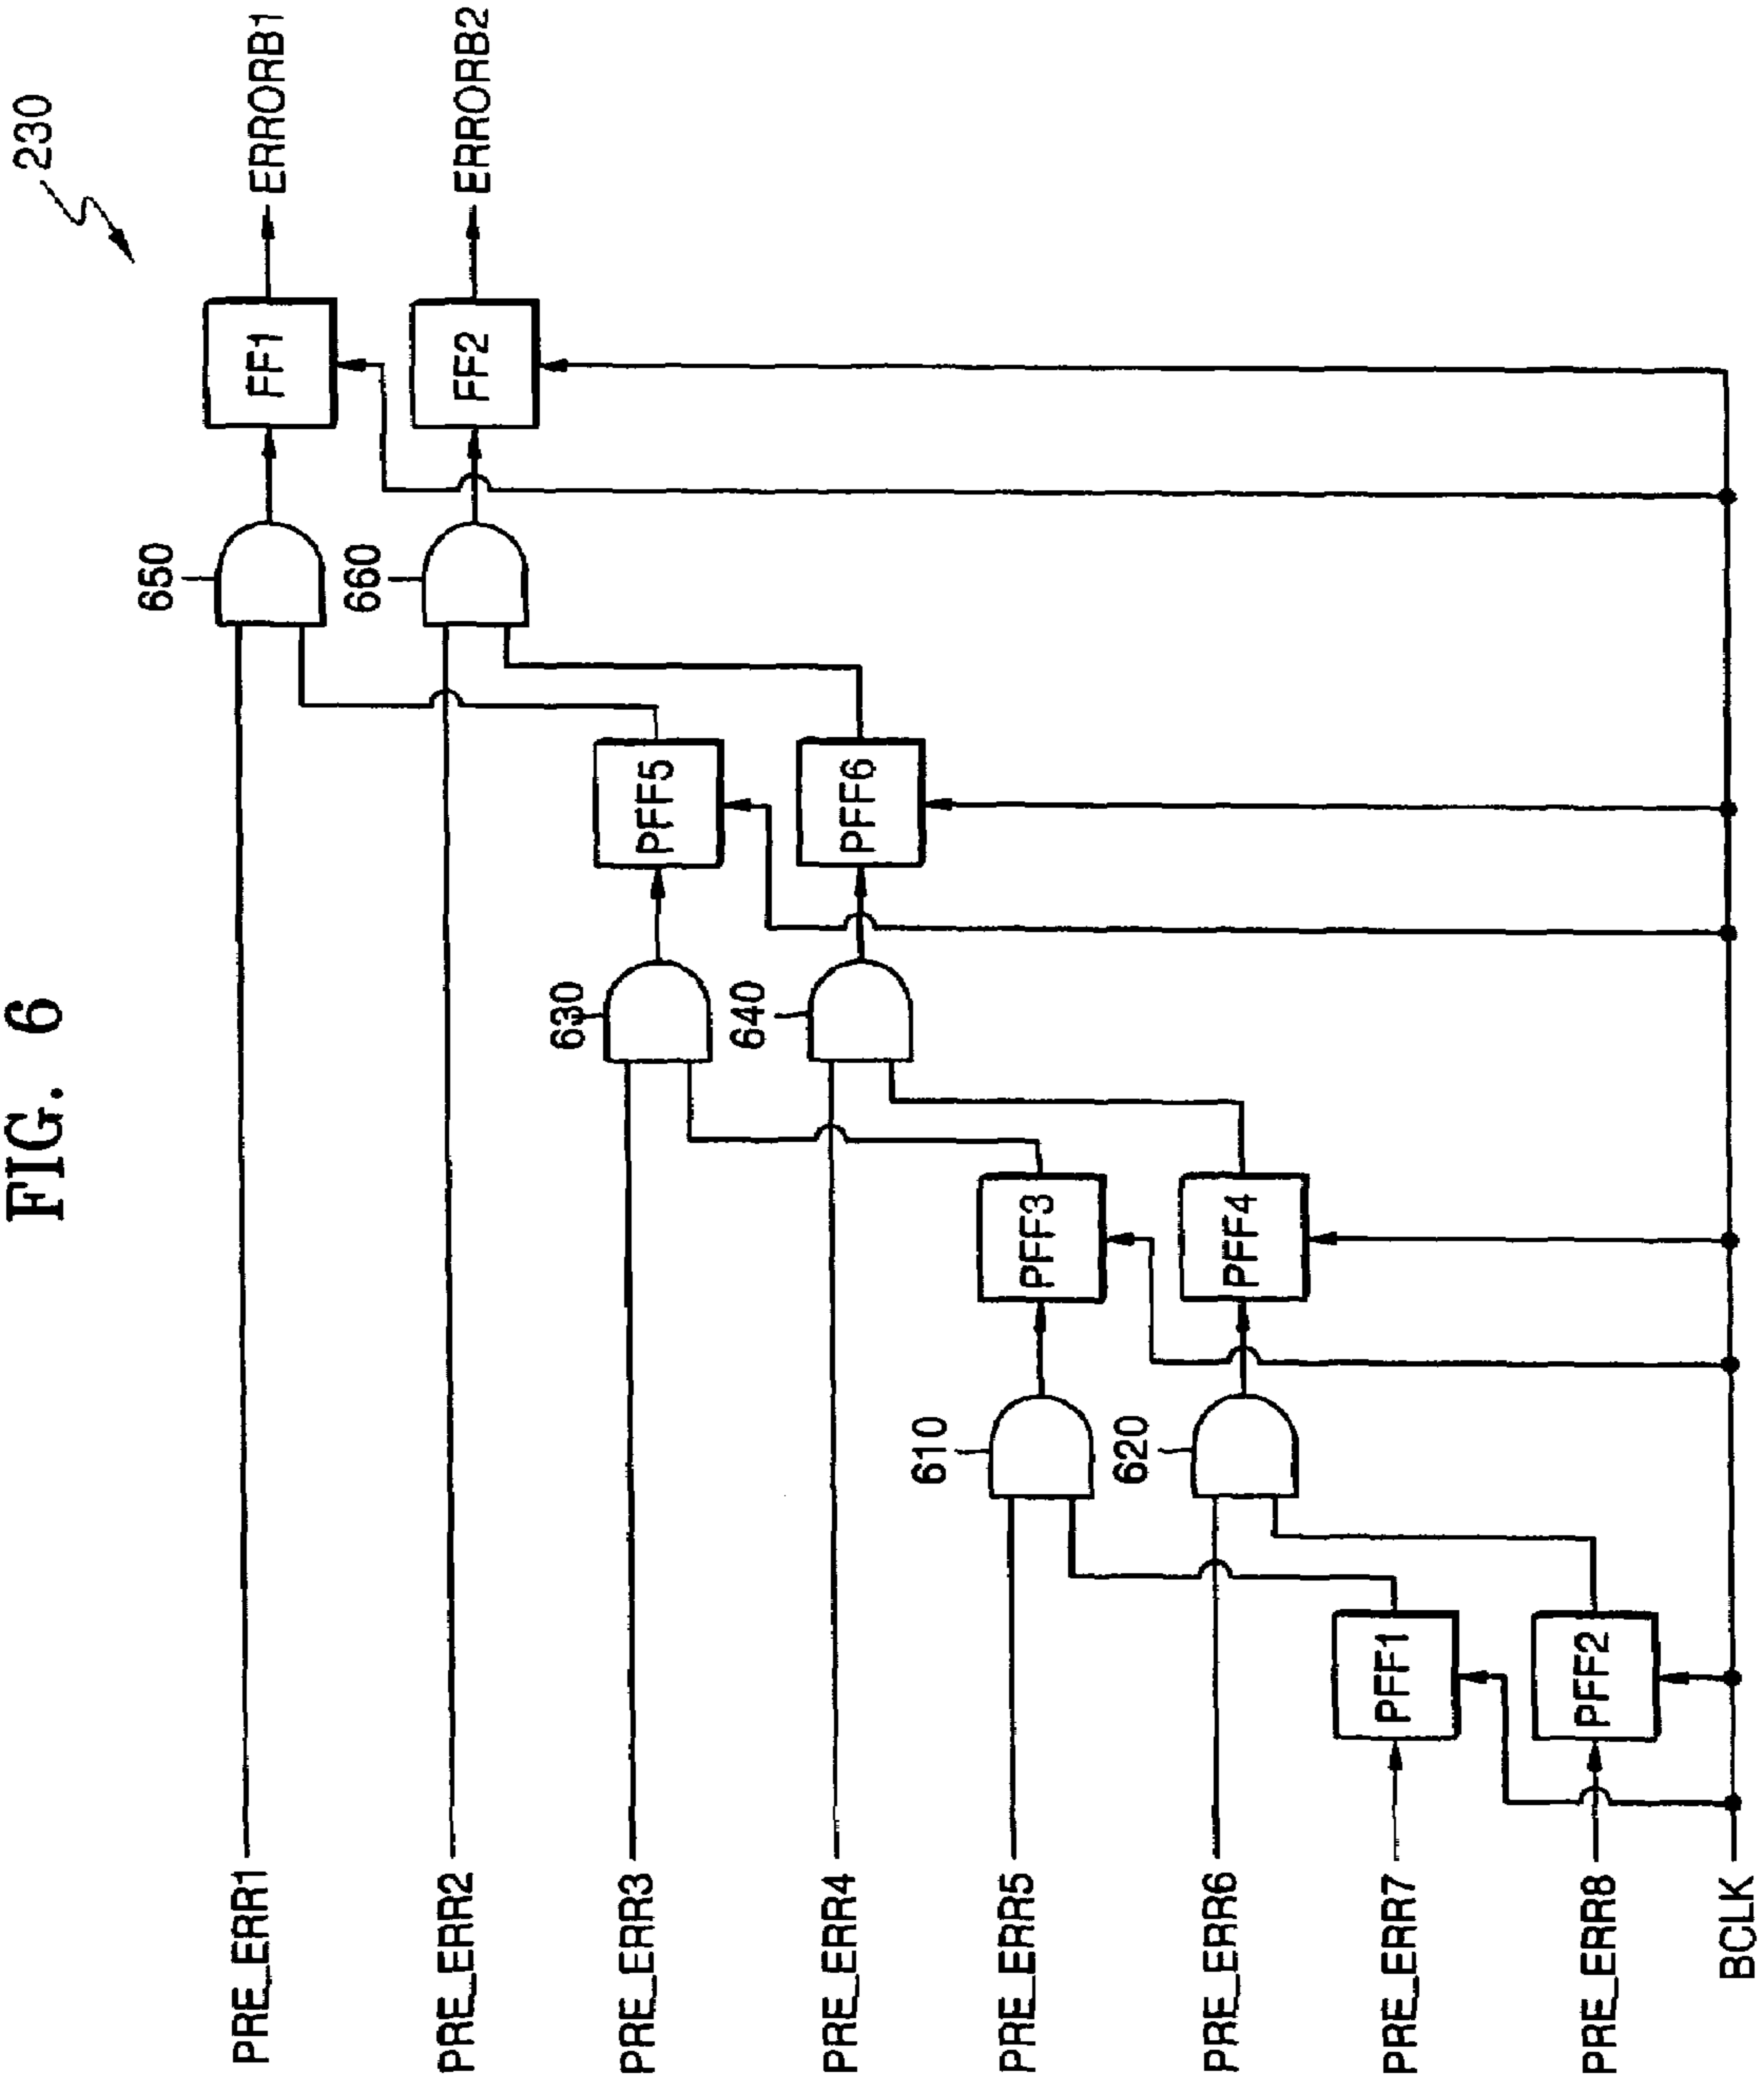 FIG. 6
230
PRE_ERR1
650
FF1
ERRORB1
PRE_ERR2
660
FF2
ERRORB2
PRE_ERR3
630
PFF5
PRE_ERR4
640
PFF6
PRE_ERR5
610
PFF3
PRE_ERR6
620
PFF4
PRE_ERR7
PFF1
PRE_ERR8
PFF2
BCLK